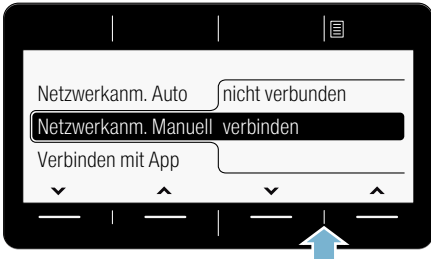 Netzwerkanm. Auto nicht verbunden
Netzwerkanm. Manuell verbinden
Verbinden mit App